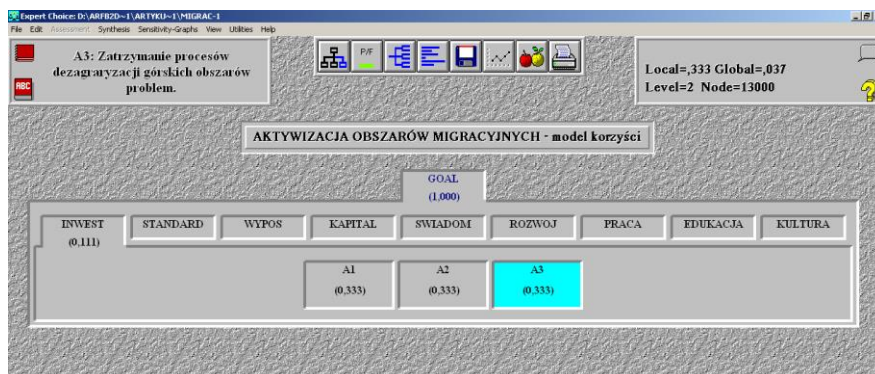 Expert Choice: D:\ARFB2D~1\ARTYKU~1\MIGRAC-1
File Edit Assessment Synthesis Sensitivity-Graphs View Utilities Help
A3: Zatrzymanie procesów
dezagraryzacji górskich obszarów
problem.
ABC
P/F
Local=,333 Global=,037
Level=2 Node=13000
AKTYWIZACJA OBSZARÓW MIGRACYJNYCH - model korzyści
GOAL
(1,000)
INWEST STANDARD WYPOS KAPITAL SWIADOM ROZWOJ PRACA EDUKACJA KULTURA
(0,111)
A1 A2 A3
(0,333) (0,333) (0,333)